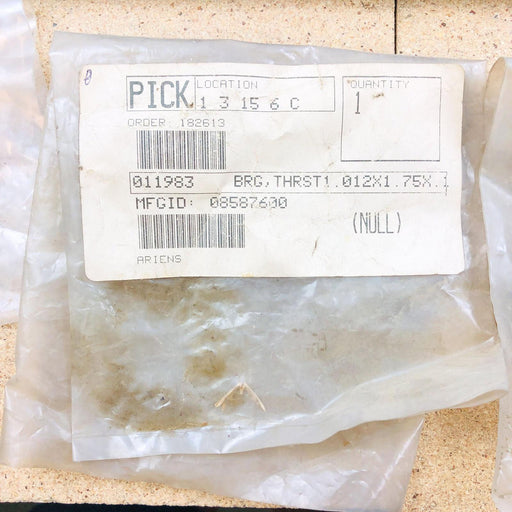 PICK
LOCATION
1 3 15 6 C
QUANTITY
1
ORDER: 182613
011983 BRG,THRST1.012X1.75X.
MFGID: 08587600
(NULL)
ARIENS